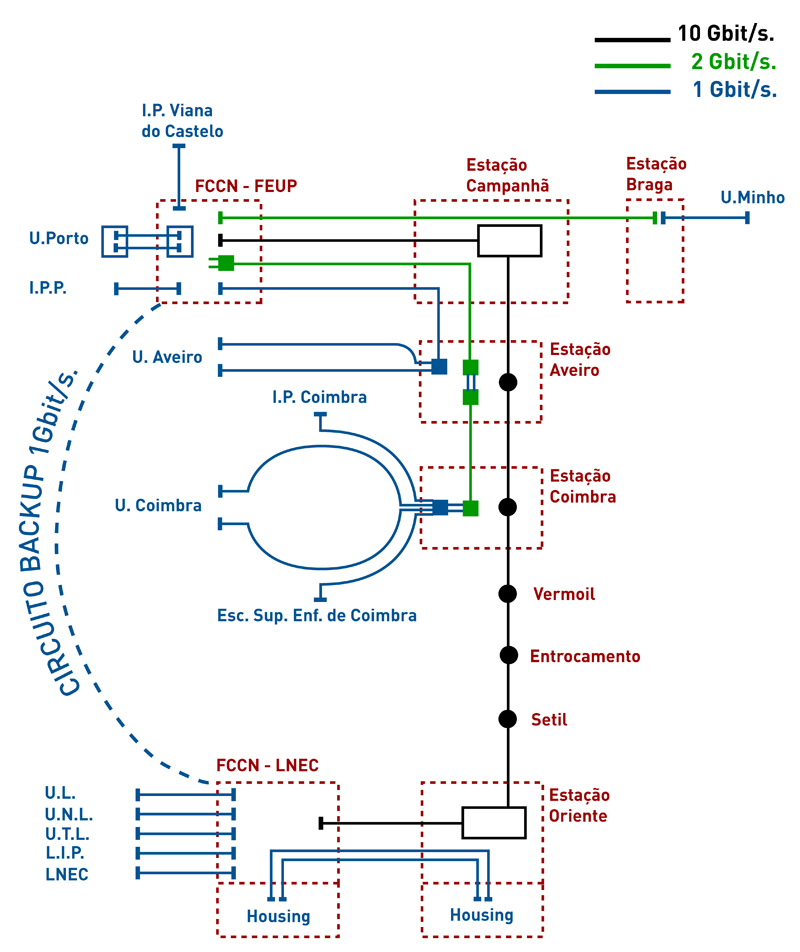 10 Gbit/s.
2 Gbit/s.
1 Gbit/s.
I.P. Viana
do Castelo
FCCN - FEUP
Estação
Campanhã
Estação
Braga
U.Minho
U.Porto
I.P.P.
U. Aveiro
Estação
Aveiro
I.P. Coimbra
U. Coimbra
Estação
Coimbra
Esc. Sup. Enf. de Coimbra
CIRCUITO BACKUP 1Gbit/s.
Vermoil
Entrocamento
Setil
FCCN - LNEC
Estação
Oriente
U.L.
U.N.L.
U.T.L.
L.I.P.
LNEC
Housing
Housing